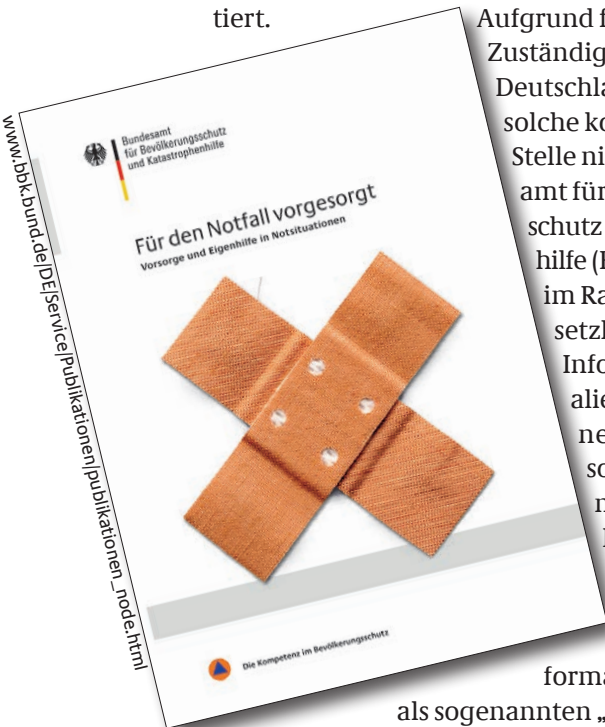 tiert.
Bundesamt
für Bevölkerungsschutz
und Katastrophenhilfe
Für den Notfall vorgesorgt
Vorsorge und Eigenhilfe in Notsituationen
Die Kompetenz im Bevölkerungsschutz
www.bbk.bund.de/DE/Service/Publikationen/publikationen_node.html
Aufgrund f
Zuständig
Deutschla
solche ko
Stelle ni
amt für
schutz
hilfe (
im Ra
setzl
Info
alie
ne
so
forma
als sogenannten „